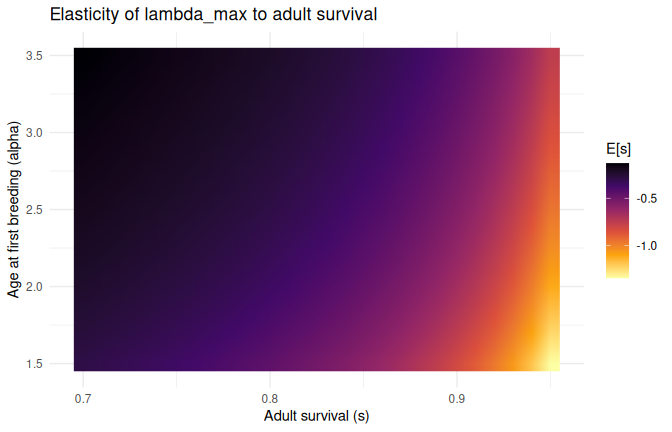 Elasticity of lambda_max to adult survival
Age at first breeding (alpha)
3.5
3.0
2.5
2.0
1.5
0.7
0.8
0.9
Adult survival (s)
E[s]
-0.5
-1.0